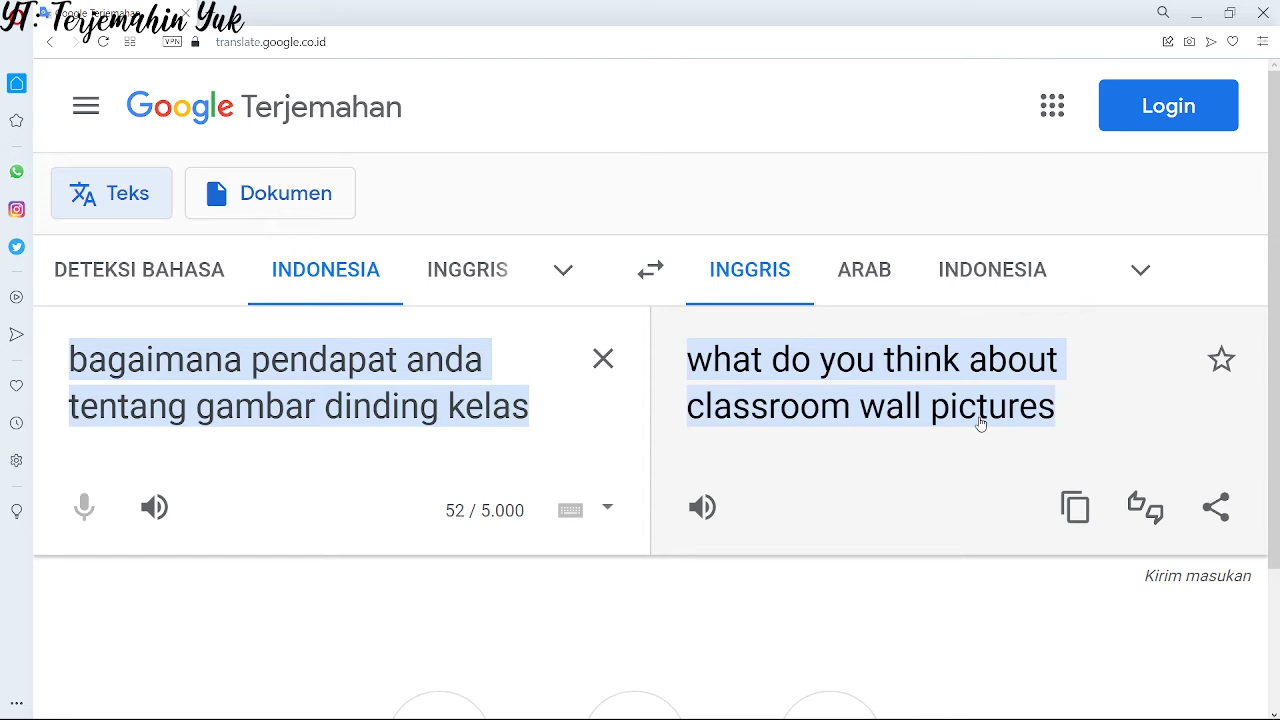 YT: Terjemahin Yuk
VPN translate.google.co.id
Google Terjemahan
Login
Teks
Dokumen
DETEKSI BAHASA INDONESIA INGGRIS
INGGRIS ARAB INDONESIA
bagaimana pendapat anda
tentang gambar dinding kelas
52 / 5.000
what do you think about
classroom wall pictures
Kirim masukan